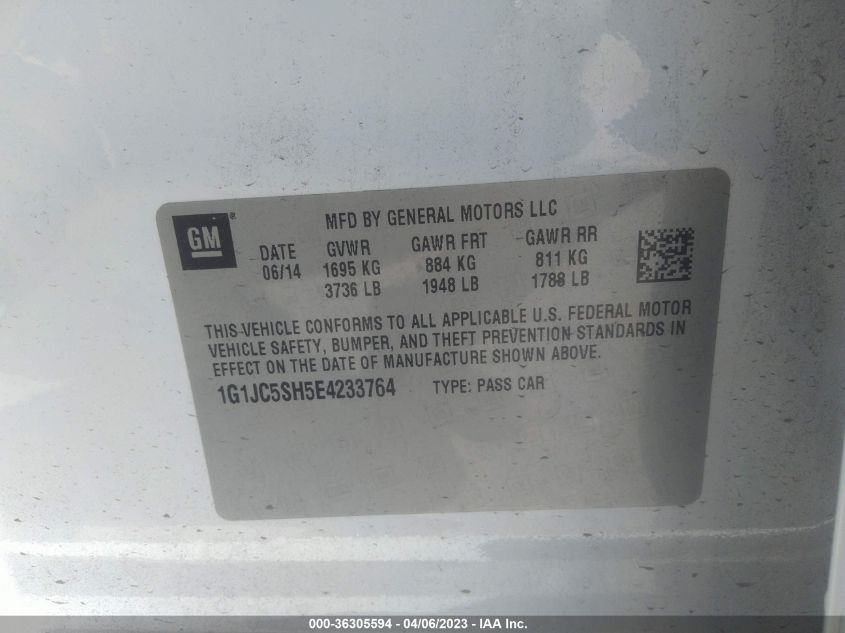 GM
MFD BY GENERAL MOTORS LLC
DATE GVWR GAWR FRT GAWR RR
06/14 1695 KG 884 KG 811 KG
3736 LB 1948 LB 1788 LB
THIS VEHICLE CONFORMS TO ALL APPLICABLE U.S. FEDERAL MOTOR
VEHICLE SAFETY, BUMPER, AND THEFT PREVENTION STANDARDS IN
EFFECT ON THE DATE OF MANUFACTURE SHOWN ABOVE.
1G1JC5SH5E4233764 TYPE: PASS CAR
000-36305594 - 04/06/2023 - IAA Inc.